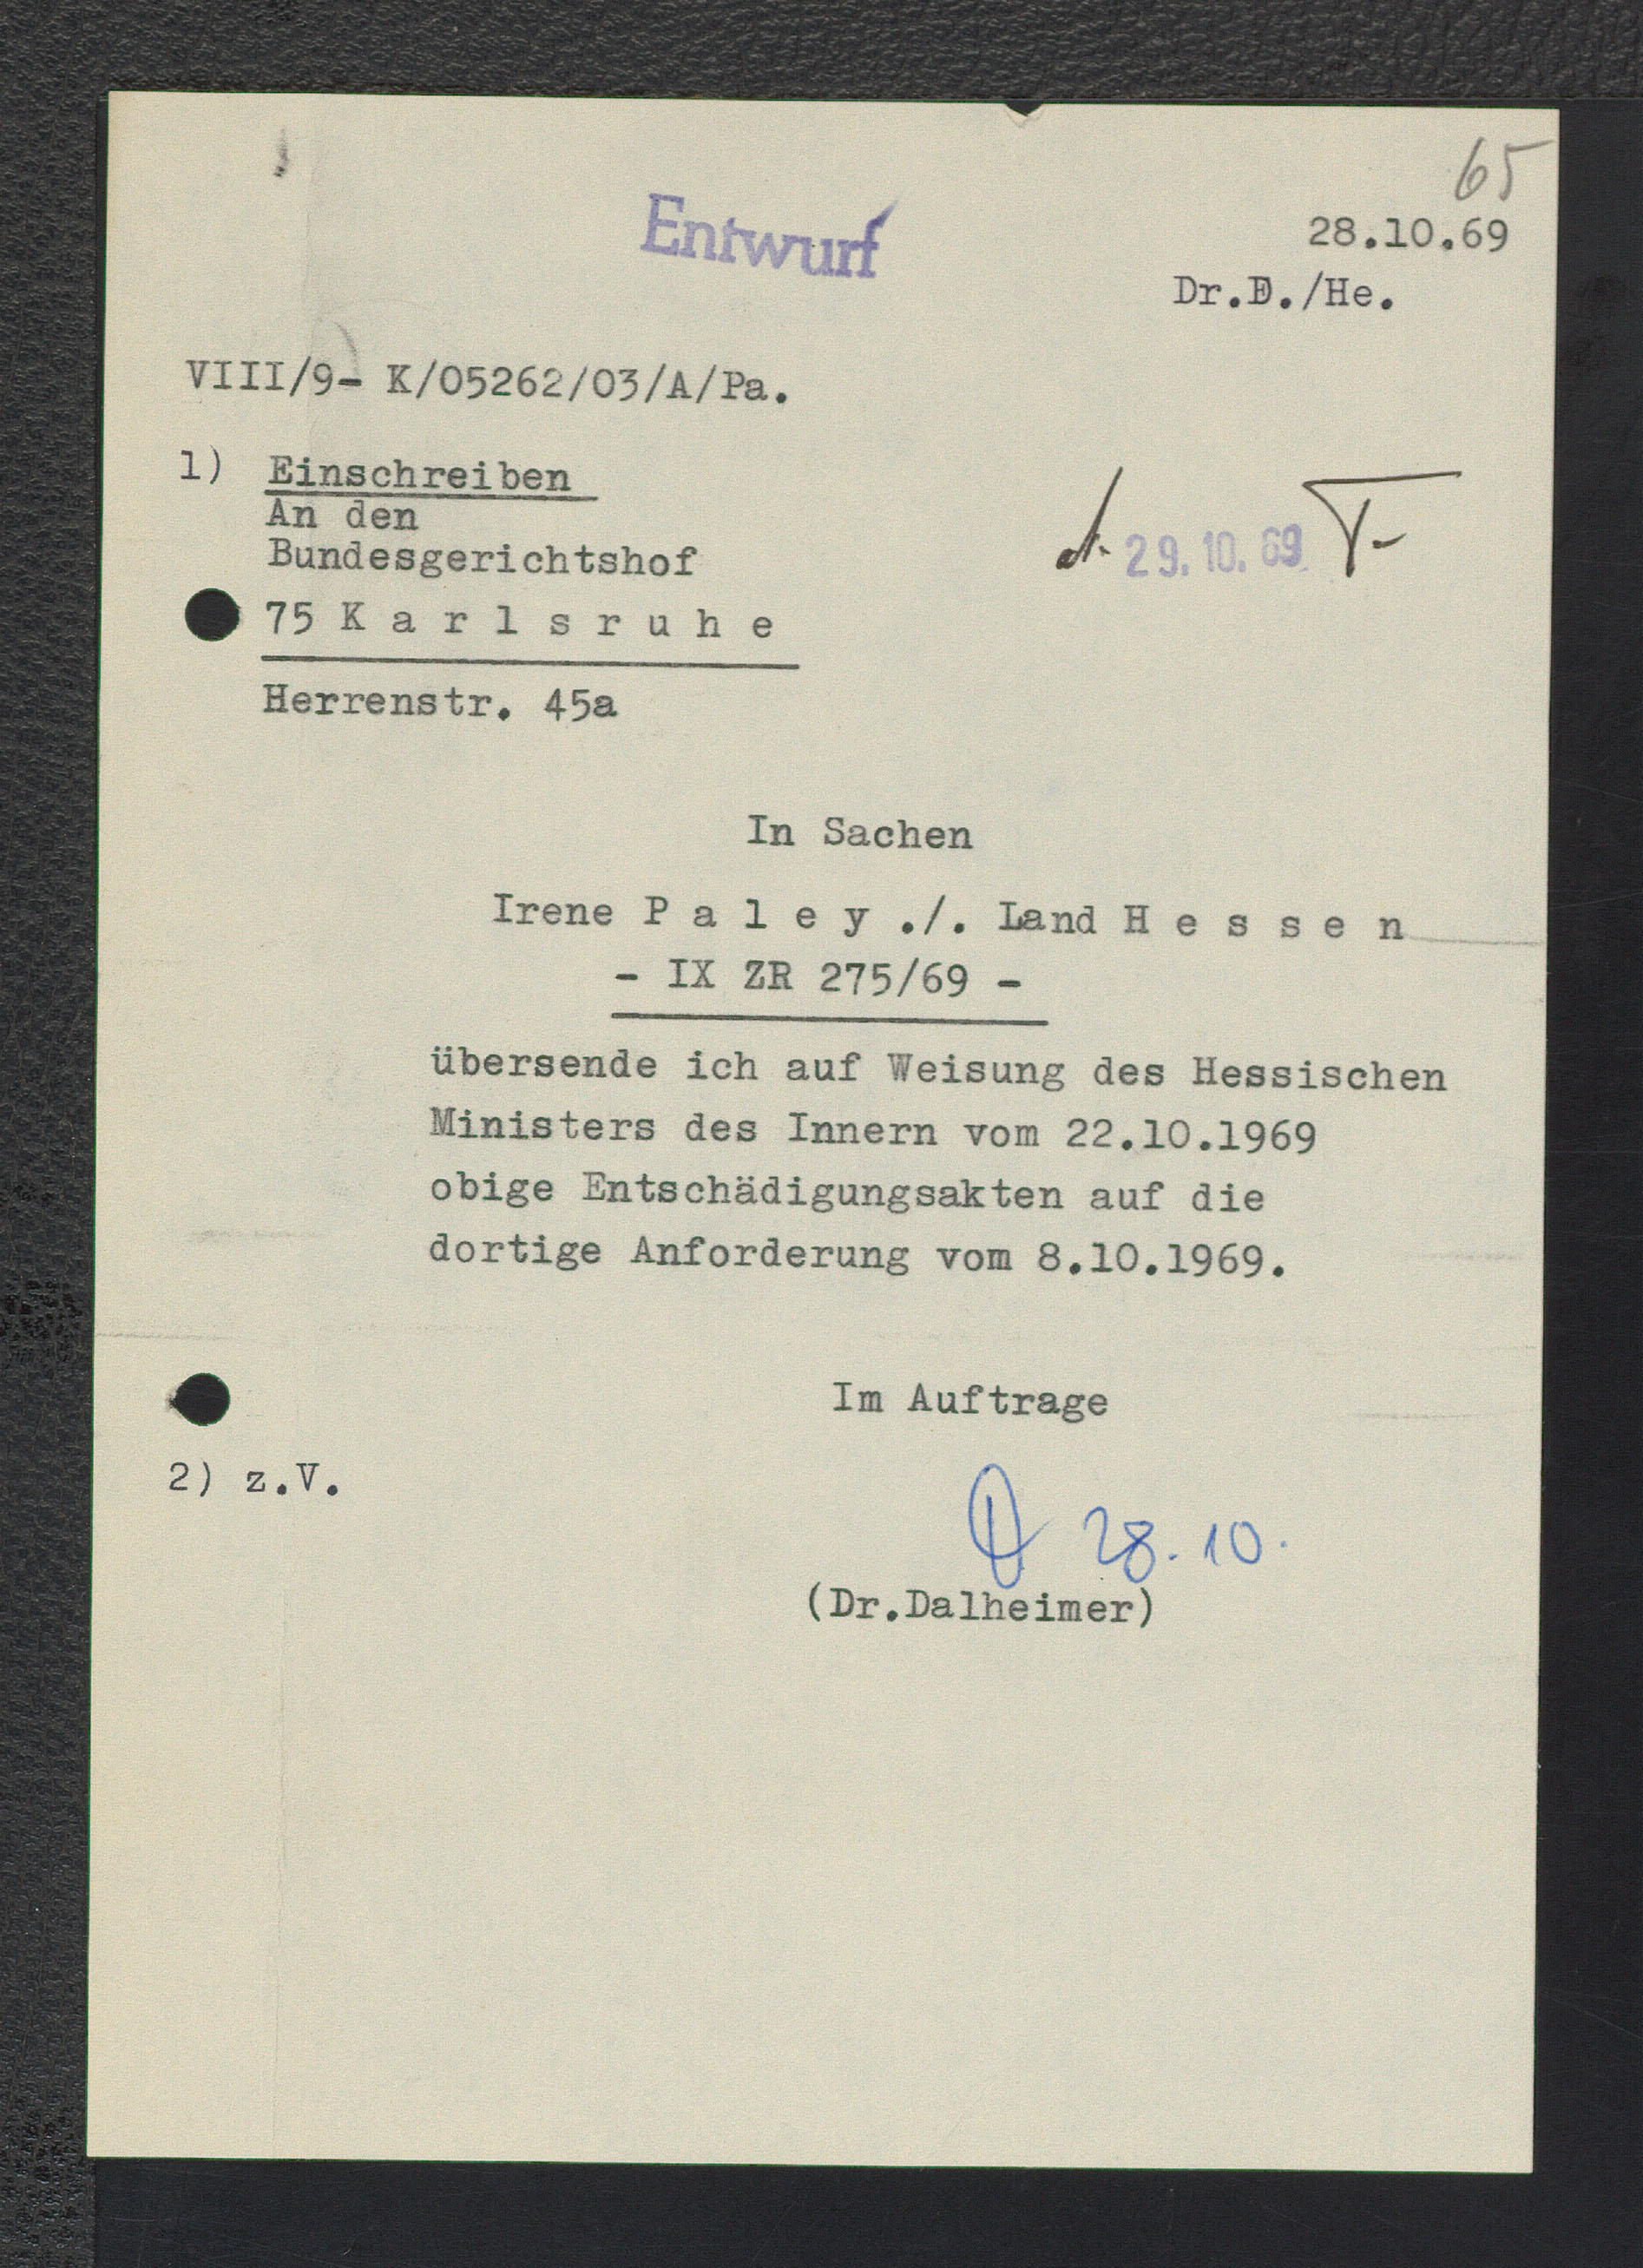 65
Entwurf
28.10.69
Dr.D./He.
VIII/9- K/05262/03/A/Pa.
1) Einschreiben
An den
Bundesgerichtshof
29. 10. 69
75 K a r l s r u h e
Herrenstr. 45a
In Sachen
Irene P a l e y ./. Land H e s s e n
- IX ZR 275/69 -
übersende ich auf Weisung des Hessischen
Ministers des Innern vom 22.10.1969
obige Entschädigungsakten auf die
dortige Anforderung vom 8.10.1969.
Im Auftrage
2) z.V.
28. 10.
(Dr.Dalheimer)